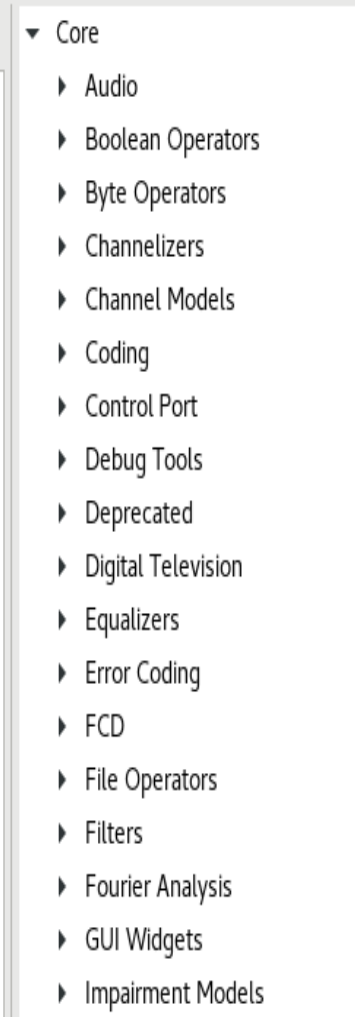 Core
Audio
Boolean Operators
Byte Operators
Channelizers
Channel Models
Coding
Control Port
Debug Tools
Deprecated
Digital Television
Equalizers
Error Coding
FCD
File Operators
Filters
Fourier Analysis
GUI Widgets
Impairment Models